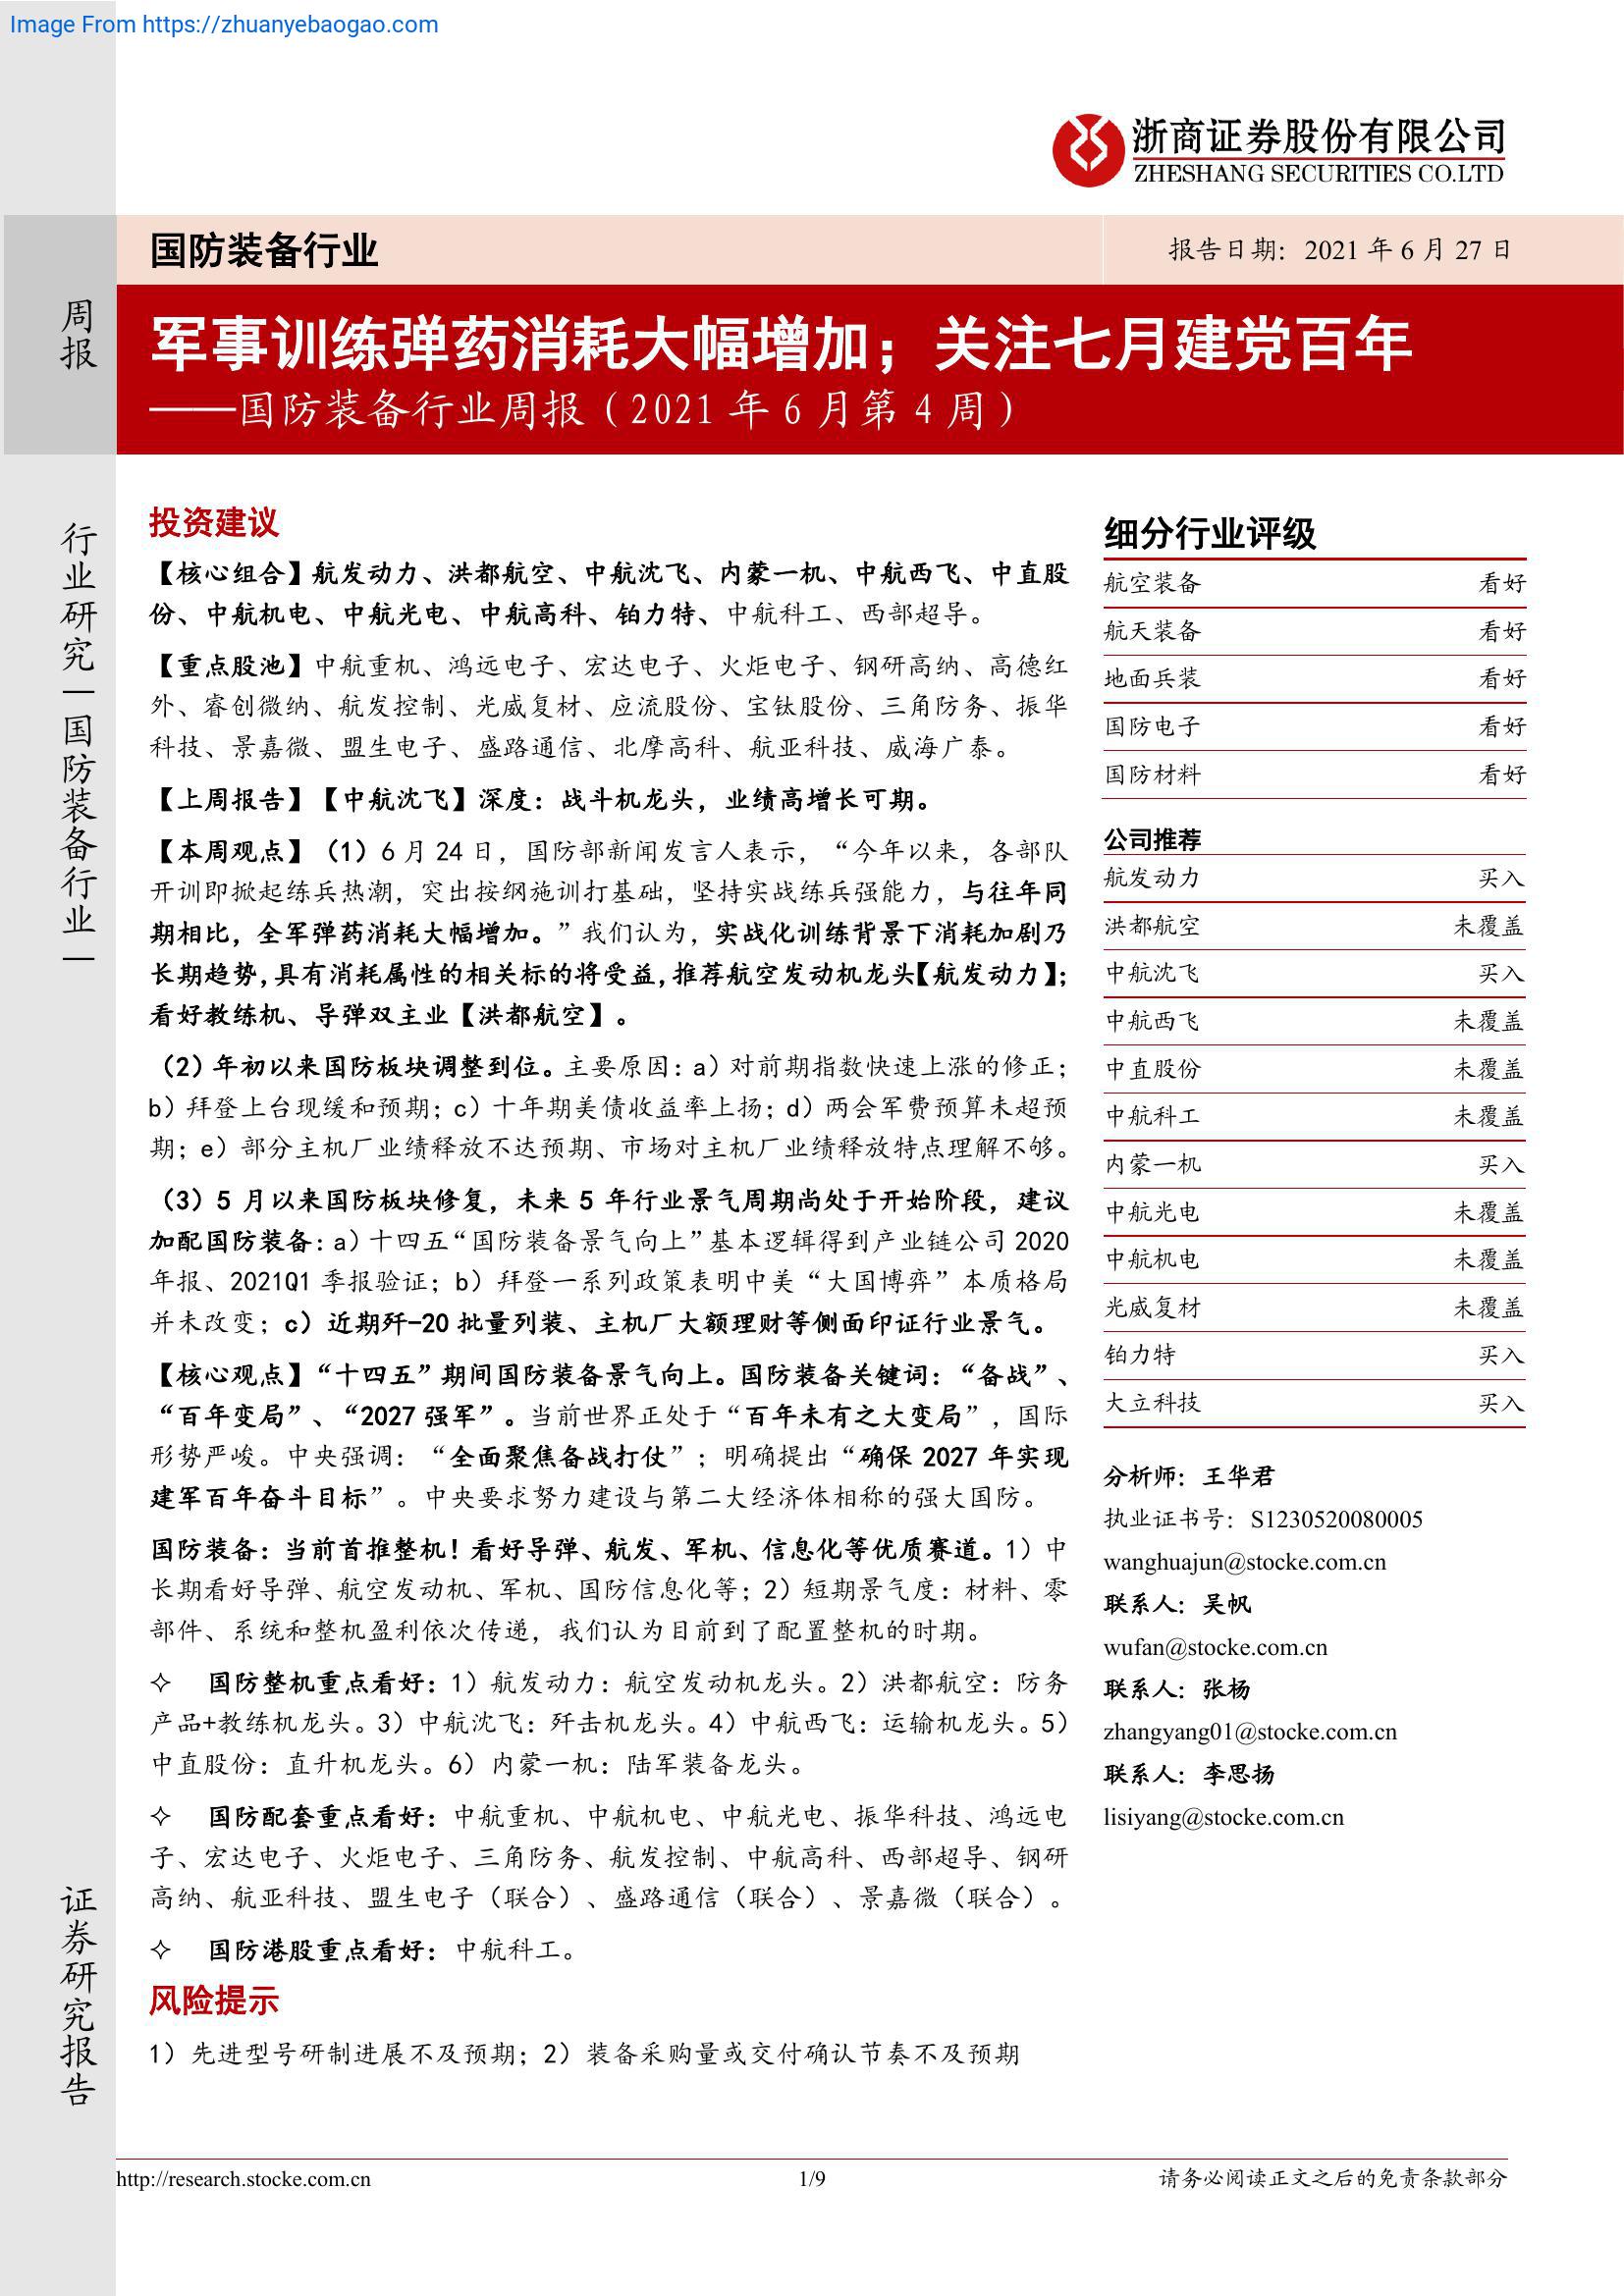 Image From https://zhuanyebaogao.com
浙商证券股份有限公司
ZHESHANG SECURITIES CO.LTD
国防装备行业
报告日期：2021 年 6 月 27 日
周报
军事训练弹药消耗大幅增加；关注七月建党百年
——国防装备行业周报（2021 年 6 月第 4 周）
行业研究｜国防装备行业｜
证券研究报告
投资建议
【核心组合】航发动力、洪都航空、中航沈飞、内蒙一机、中航西飞、中直股
份、中航机电、中航光电、中航高科、铂力特、中航科工、西部超导。
【重点股池】中航重机、鸿远电子、宏达电子、火炬电子、钢研高纳、高德红
外、睿创微纳、航发控制、光威复材、应流股份、宝钛股份、三角防务、振华
科技、景嘉微、盟生电子、盛路通信、北摩高科、航亚科技、威海广泰。
【上周报告】【中航沈飞】深度：战斗机龙头，业绩高增长可期。
【本周观点】（1）6 月 24 日，国防部新闻发言人表示，“今年以来，各部队
开训即掀起练兵热潮，突出按纲施训打基础，坚持实战练兵强能力，与往年同
期相比，全军弹药消耗大幅增加。”我们认为，实战化训练背景下消耗加剧乃
长期趋势，具有消耗属性的相关标的将受益，推荐航空发动机龙头【航发动力】；
看好教练机、导弹双主业【洪都航空】。
（2）年初以来国防板块调整到位。主要原因：a）对前期指数快速上涨的修正；
b）拜登上台现缓和预期；c）十年期美债收益率上扬；d）两会军费预算未超预
期；e）部分主机厂业绩释放不达预期、市场对主机厂业绩释放特点理解不够。
（3）5 月以来国防板块修复，未来 5 年行业景气周期尚处于开始阶段，建议
加配国防装备：a）十四五“国防装备景气向上”基本逻辑得到产业链公司 2020
年报、2021Q1 季报验证；b）拜登一系列政策表明中美“大国博弈”本质格局
并未改变；c）近期歼-20 批量列装、主机厂大额理财等侧面印证行业景气。
【核心观点】“十四五”期间国防装备景气向上。国防装备关键词：“备战”、
“百年变局”、“2027 强军”。当前世界正处于“百年未有之大变局”，国际
形势严峻。中央强调：“全面聚焦备战打仗”；明确提出“确保 2027 年实现
建军百年奋斗目标”。中央要求努力建设与第二大经济体相称的强大国防。
国防装备：当前首推整机！看好导弹、航发、军机、信息化等优质赛道。1）中
长期看好导弹、航空发动机、军机、国防信息化等；2）短期景气度：材料、零
部件、系统和整机盈利依次传递，我们认为目前到了配置整机的时期。
✧ 国防整机重点看好：1）航发动力：航空发动机龙头。2）洪都航空：防务
产品+教练机龙头。3）中航沈飞：歼击机龙头。4）中航西飞：运输机龙头。5）
中直股份：直升机龙头。6）内蒙一机：陆军装备龙头。
✧ 国防配套重点看好：中航重机、中航机电、中航光电、振华科技、鸿远电
子、宏达电子、火炬电子、三角防务、航发控制、中航高科、西部超导、钢研
高纳、航亚科技、盟生电子（联合）、盛路通信（联合）、景嘉微（联合）。
✧ 国防港股重点看好：中航科工。
风险提示
1）先进型号研制进展不及预期；2）装备采购量或交付确认节奏不及预期
细分行业评级
航空装备 看好
航天装备 看好
地面兵装 看好
国防电子 看好
国防材料 看好
公司推荐
航发动力 买入
洪都航空 未覆盖
中航沈飞 买入
中航西飞 未覆盖
中直股份 未覆盖
中航科工 未覆盖
内蒙一机 买入
中航光电 未覆盖
中航机电 未覆盖
光威复材 未覆盖
铂力特 买入
大立科技 买入
分析师：王华君
执业证书号：S1230520080005
wanghuajun@stocke.com.cn
联系人：吴帆
wufan@stocke.com.cn
联系人：张杨
zhangyang01@stocke.com.cn
联系人：李思扬
lisiyang@stocke.com.cn
http://research.stocke.com.cn
1/9
请务必阅读正文之后的免责条款部分